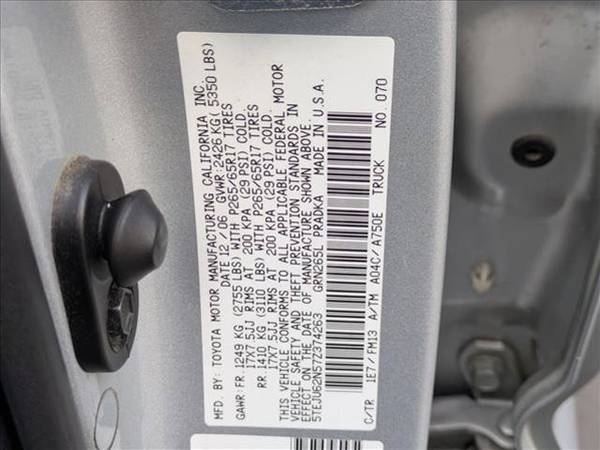 MFD. BY: TOYOTA MOTOR MANUFACTURING CALIFORNIA INC.
DATE 12/06 GVWR: 2426 KG( 5350 LBS)
GAWR: FR. 1249 KG (2755 LBS) WITH P265/65R17 TIRES
17X7.5JJ RIMS AT 200 KPA (29 PSI) COLD.
RR 1410 KG (3110 LBS) WITH P265/65R17 TIRES
17X7.5JJ RIMS AT 200 KPA (29 PSI) COLD.
THIS VEHICLE CONFORMS TO ALL APPLICABLE FEDERAL MOTOR
VEHICLE SAFETY AND THEFT PREVENTION STANDARDS IN
EFFECT ON THE DATE OF MANUFACTURE SHOWN ABOVE.
5TEJU62N57Z374263 GRN265L PRADKA MADE IN U.S.A.
C/TR 1E7 / FM13 A/TM A04C / A750E TRUCK NO. 070